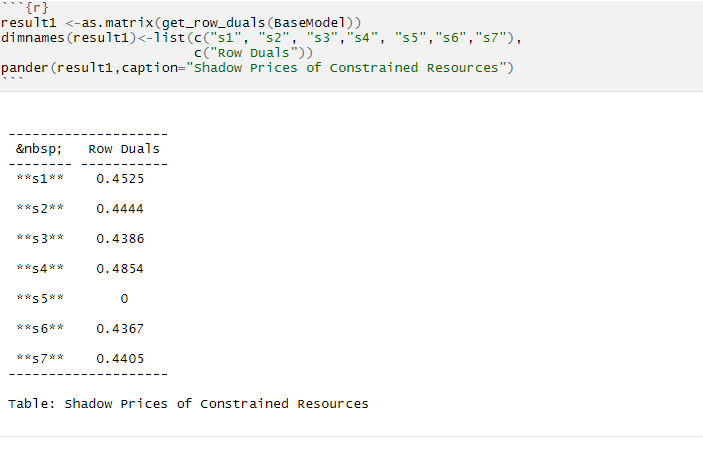 ```{r}
result1 <-as.matrix(get_row_duals(BaseModel))
dimnames(result1)<-list(c("s1", "s2", "s3","s4", "s5","s6","s7"),
c("Row Duals"))
pander(result1,caption="Shadow Prices of Constrained Resources")
```
--------------------
&nbsp;   Row Duals
-------- -----------
**s1**    0.4525
**s2**    0.4444
**s3**    0.4386
**s4**    0.4854
**s5**       0
**s6**    0.4367
**s7**    0.4405
--------------------
Table: Shadow Prices of Constrained Resources